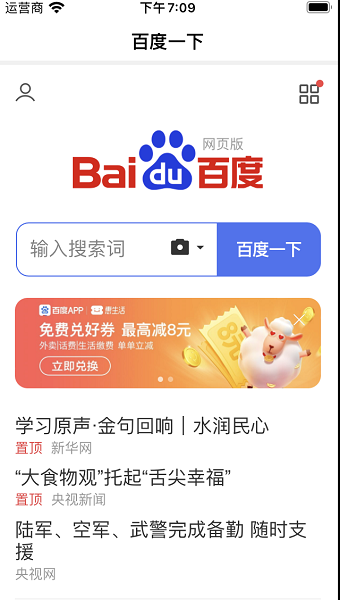 运营商 下午7:09
百度一下
网页版
Bai du 百度
输入搜索词 百度一下
百度APP 惠生活
免费兑好券 最高减8元
外卖|话费|生活缴费 单单立减
立即兑换
8元
学习原声·金句回响｜水润民心
置顶 新华网
“大食物观”托起“舌尖幸福”
置顶 央视新闻
陆军、空军、武警完成备勤 随时支
援
央视网